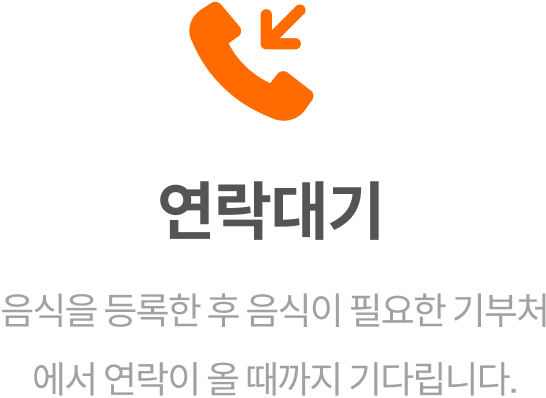 연락대기
음식을 등록한 후 음식이 필요한 기부처
에서 연락이 올 때까지 기다립니다.